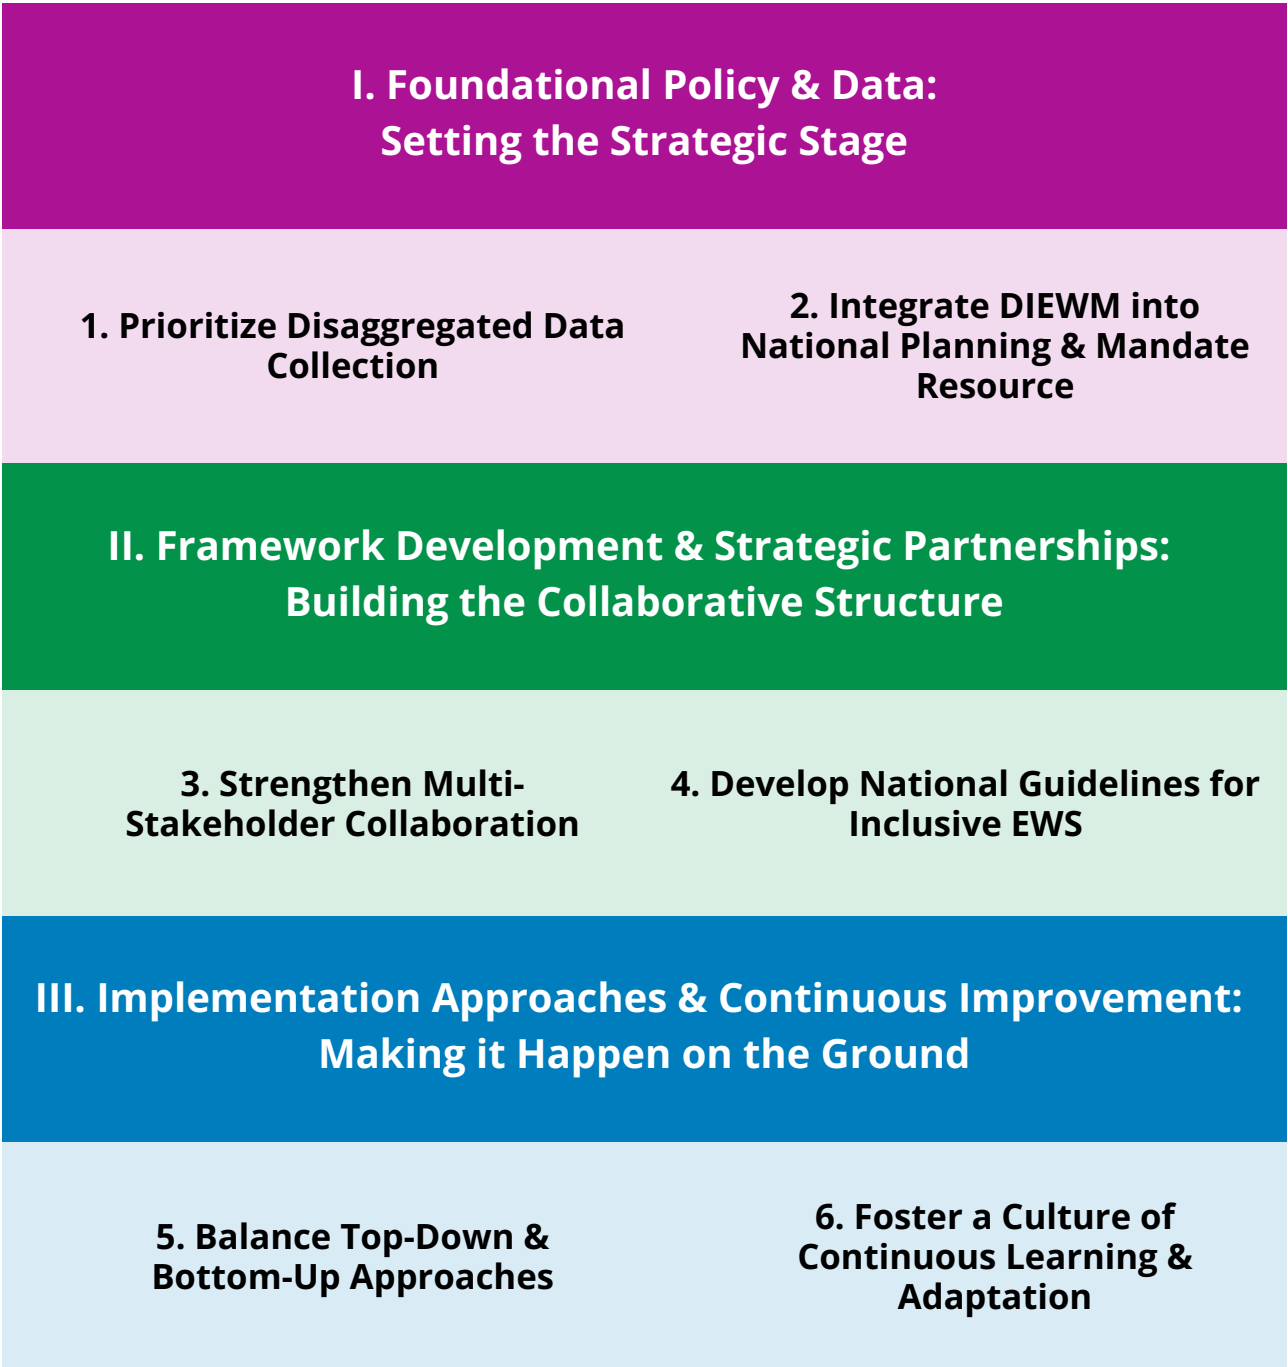 I. Foundational Policy & Data:
Setting the Strategic Stage
1. Prioritize Disaggregated Data
Collection
2. Integrate DIEWM into
National Planning & Mandate
Resource
II. Framework Development & Strategic Partnerships:
Building the Collaborative Structure
3. Strengthen Multi-
Stakeholder Collaboration
4. Develop National Guidelines for
Inclusive EWS
III. Implementation Approaches & Continuous Improvement:
Making it Happen on the Ground
5. Balance Top-Down &
Bottom-Up Approaches
6. Foster a Culture of
Continuous Learning &
Adaptation